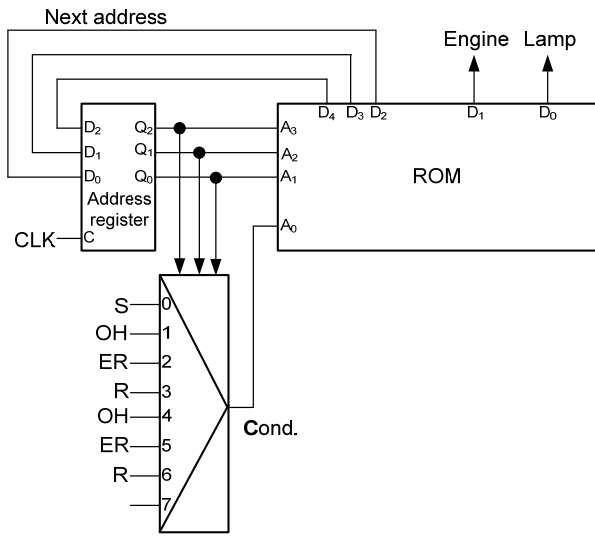 Next address
Engine Lamp
D₄ D₃ D₂ D₁ D₀
D₂ Q₂ A₃
D₁ Q₁ A₂
D₀ Q₀ A₁
ROM
Address
register
A₀
CLK C
S 0
OH 1
ER 2
R 3
OH 4
Cond.
ER 5
R 6
7